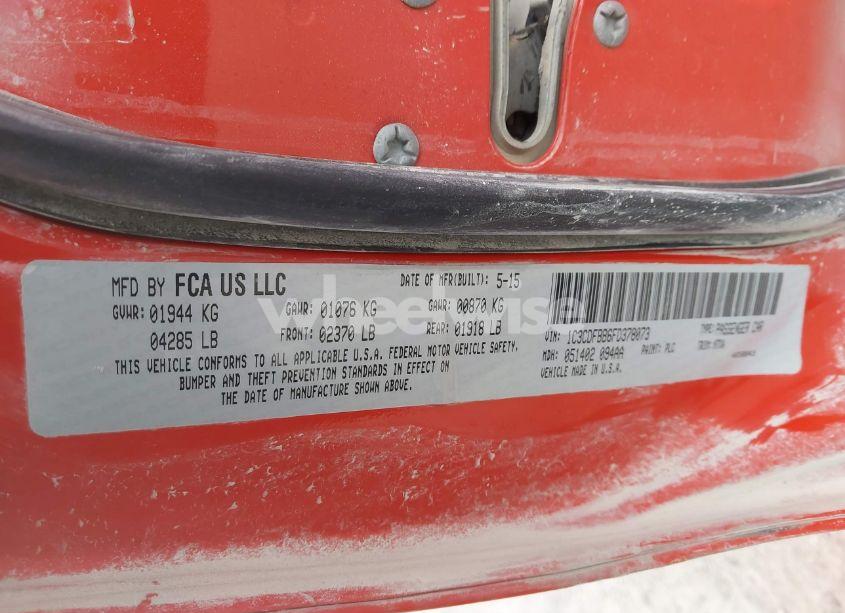 MFD BY FCA US LLC DATE OF MFR(BUILT): 5-15
GVWR: 01944 KG GAWR: 01076 KG GAWR: 00870 KG
04285 LB FRONT: 02370 LB REAR: 01918 LB
THIS VEHICLE CONFORMS TO ALL APPLICABLE U.S.A. FEDERAL MOTOR VEHICLE SAFETY,
BUMPER AND THEFT PREVENTION STANDARDS IN EFFECT ON
THE DATE OF MANUFACTURE SHOWN ABOVE.
VIN: 1C3CDFBB6FD378073 TYPE: PASSENGER CAR
MDH: 051402 094AA PAINT: PLC
VEHICLE MADE IN U.S.A.